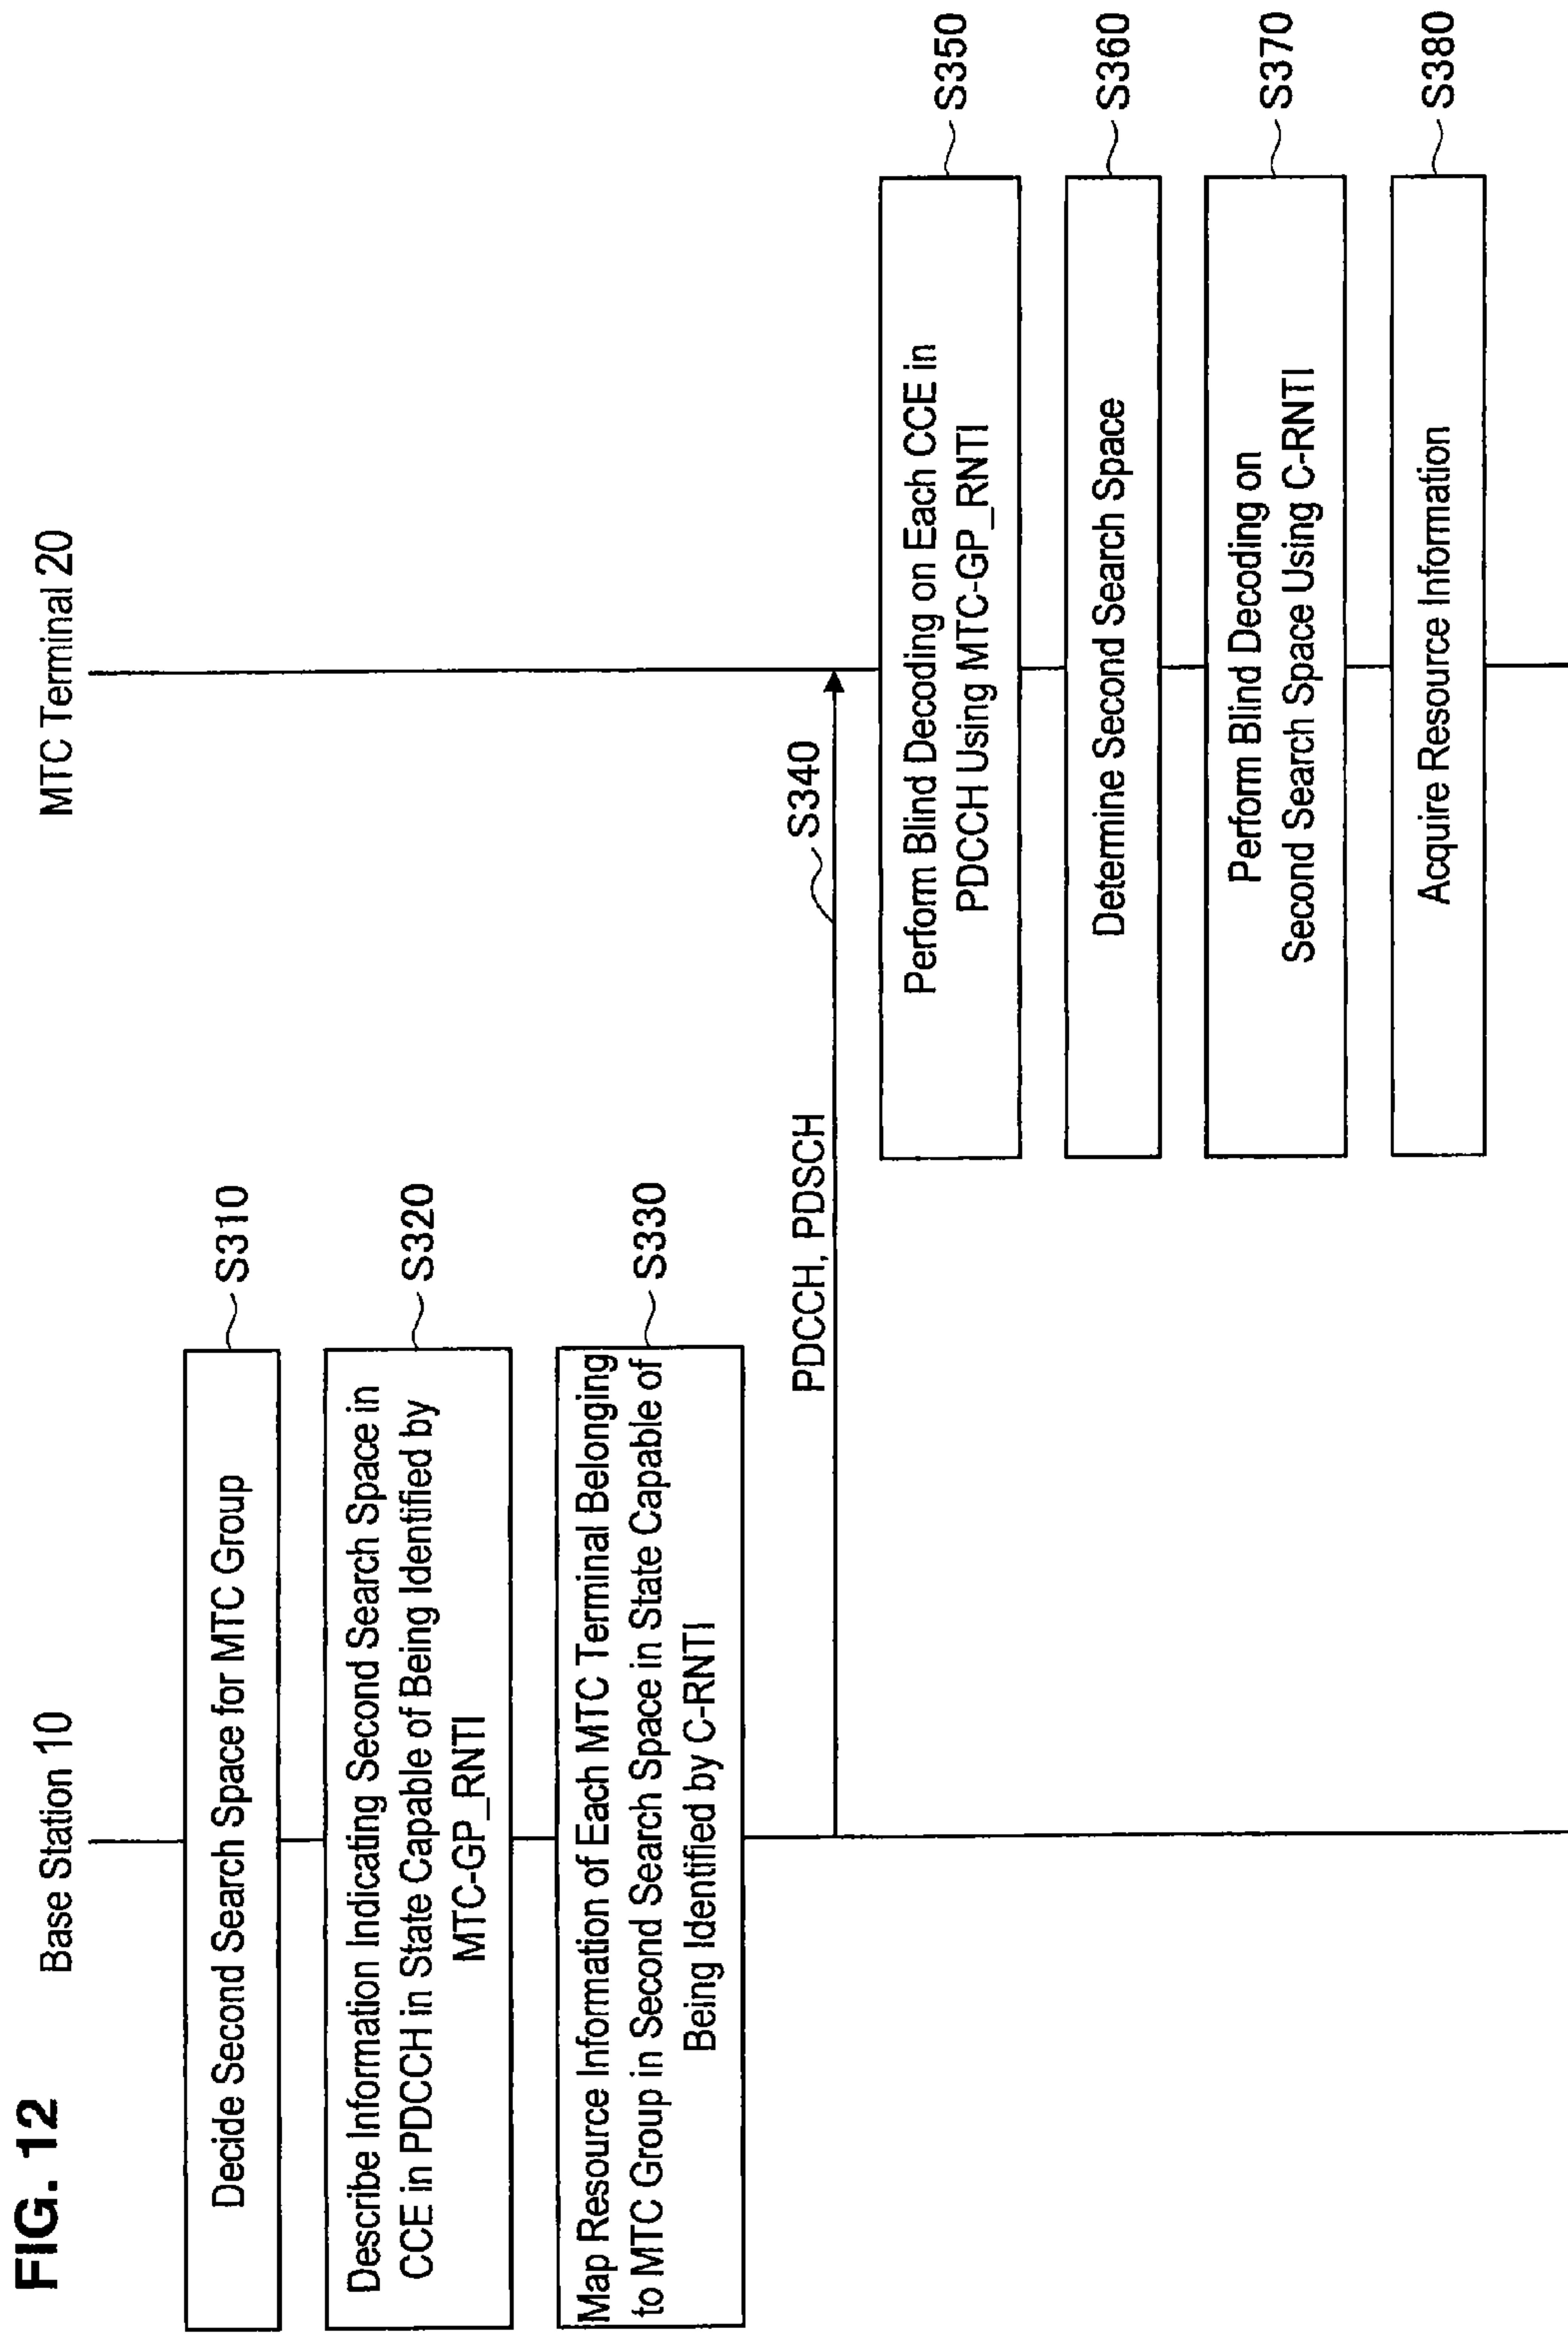 FIG. 12
Base Station 10
MTC Terminal 20
Decide Second Search Space for MTC Group
S310
Describe Information Indicating Second Search Space in
CCE in PDCCH in State Capable of Being Identified by
MTC-GP_RNTI
S320
Map Resource Information of Each MTC Terminal Belonging
to MTC Group in Second Search Space in State Capable of
Being Identified by C-RNTI
S330
PDCCH, PDSCH
S340
Perform Blind Decoding on Each CCE in
PDCCH Using MTC-GP_RNTI
S350
Determine Second Search Space
S360
Perform Blind Decoding on
Second Search Space Using C-RNTI
S370
Acquire Resource Information
S380